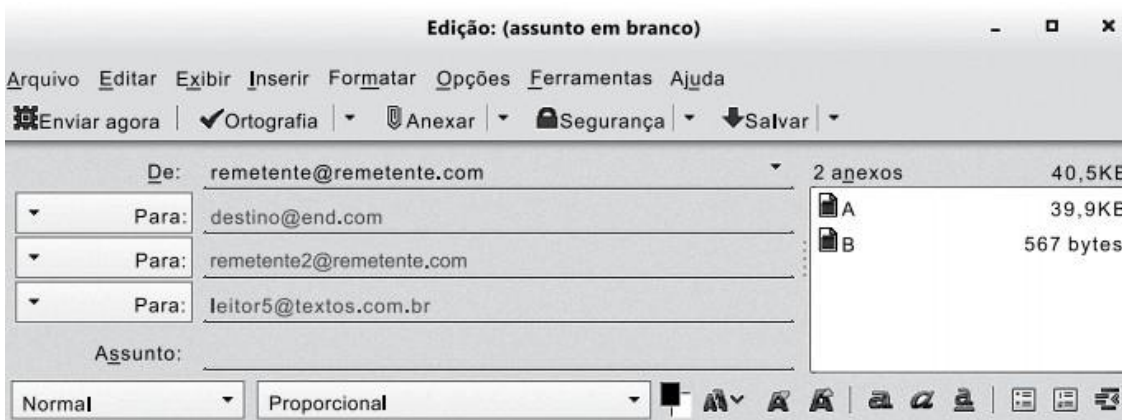 Edição: (assunto em branco)
Arquivo Editar Exibir Inserir Formatar Opções Ferramentas Ajuda
Enviar agora Ortografia Anexar Segurança Salvar
De: remetente@remetente.com
2 anexos 40,5KB
Para: destino@end.com
A 39,9KB
Para: remetente2@remetente.com
B 567 bytes
Para: leitor5@textos.com.br
Assunto:
Normal Proporcional